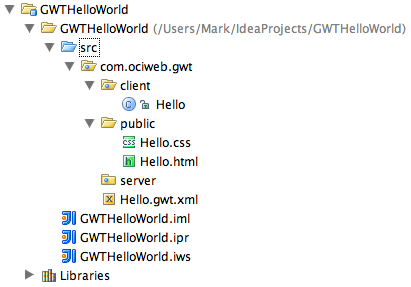 GWTHelloWorld
GWTHelloWorld (/Users/Mark/IdeaProjects/GWTHelloWorld)
src
com.ociweb.gwt
client
C Hello
public
css Hello.css
h Hello.html
server
X Hello.gwt.xml
GWTHelloWorld.iml
GWTHelloWorld.ipr
GWTHelloWorld.iws
Libraries